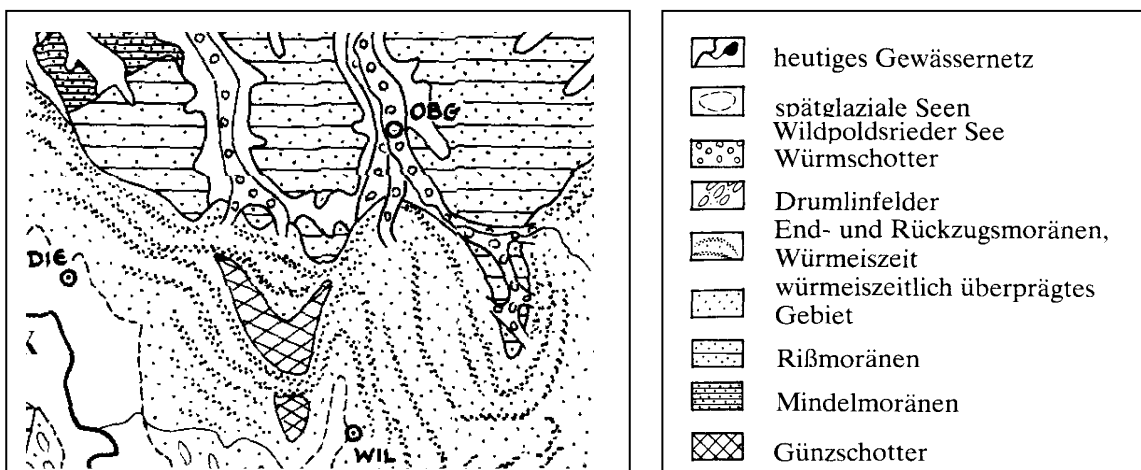 OBG
DIE
WIL
heutiges Gewässernetz
spätglaziale Seen
Wildpoldsrieder See
Würmschotter
Drumlinfelder
End- und Rückzugsmoränen,
Würmeiszeit
würmeiszeitlich überprägtes
Gebiet
Rißmoränen
Mindelmoränen
Günzschotter